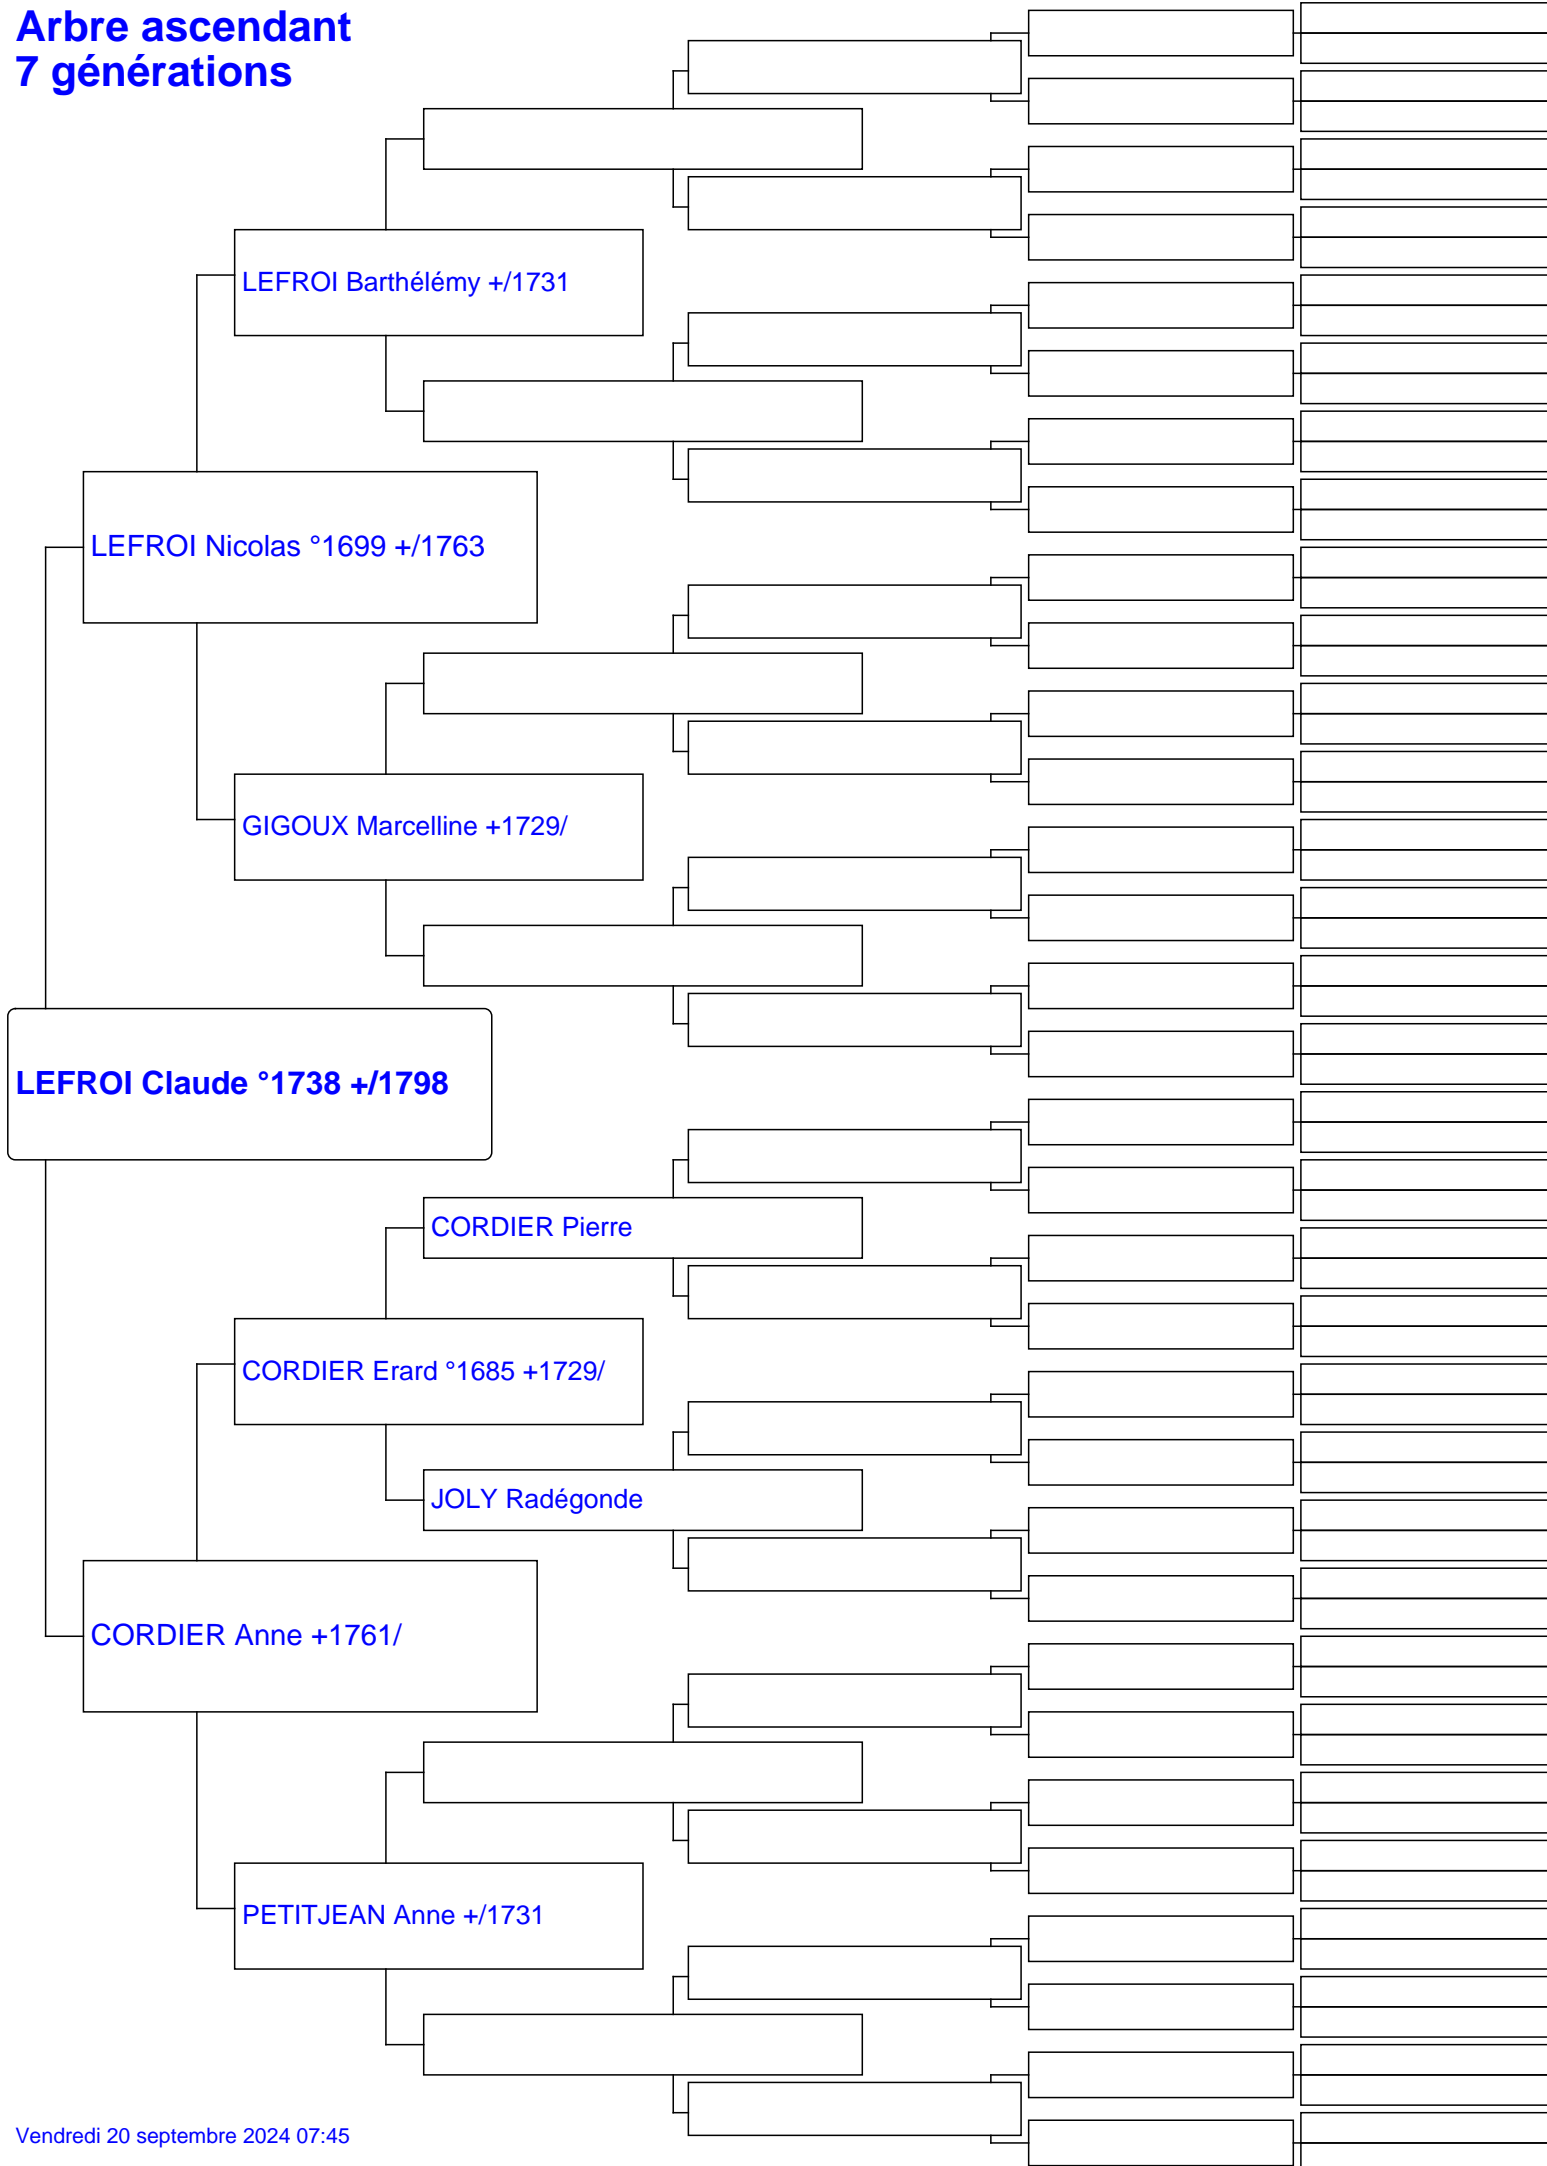 Arbre ascendant
7 générations
LEFROI Barthélémy +/1731
LEFROI Nicolas °1699 +/1763
GIGOUX Marcelline +1729/
LEFROI Claude °1738 +/1798
CORDIER Pierre
CORDIER Erard °1685 +1729/
JOLY Radégonde
CORDIER Anne +1761/
PETITJEAN Anne +/1731
Vendredi 20 septembre 2024 07:45